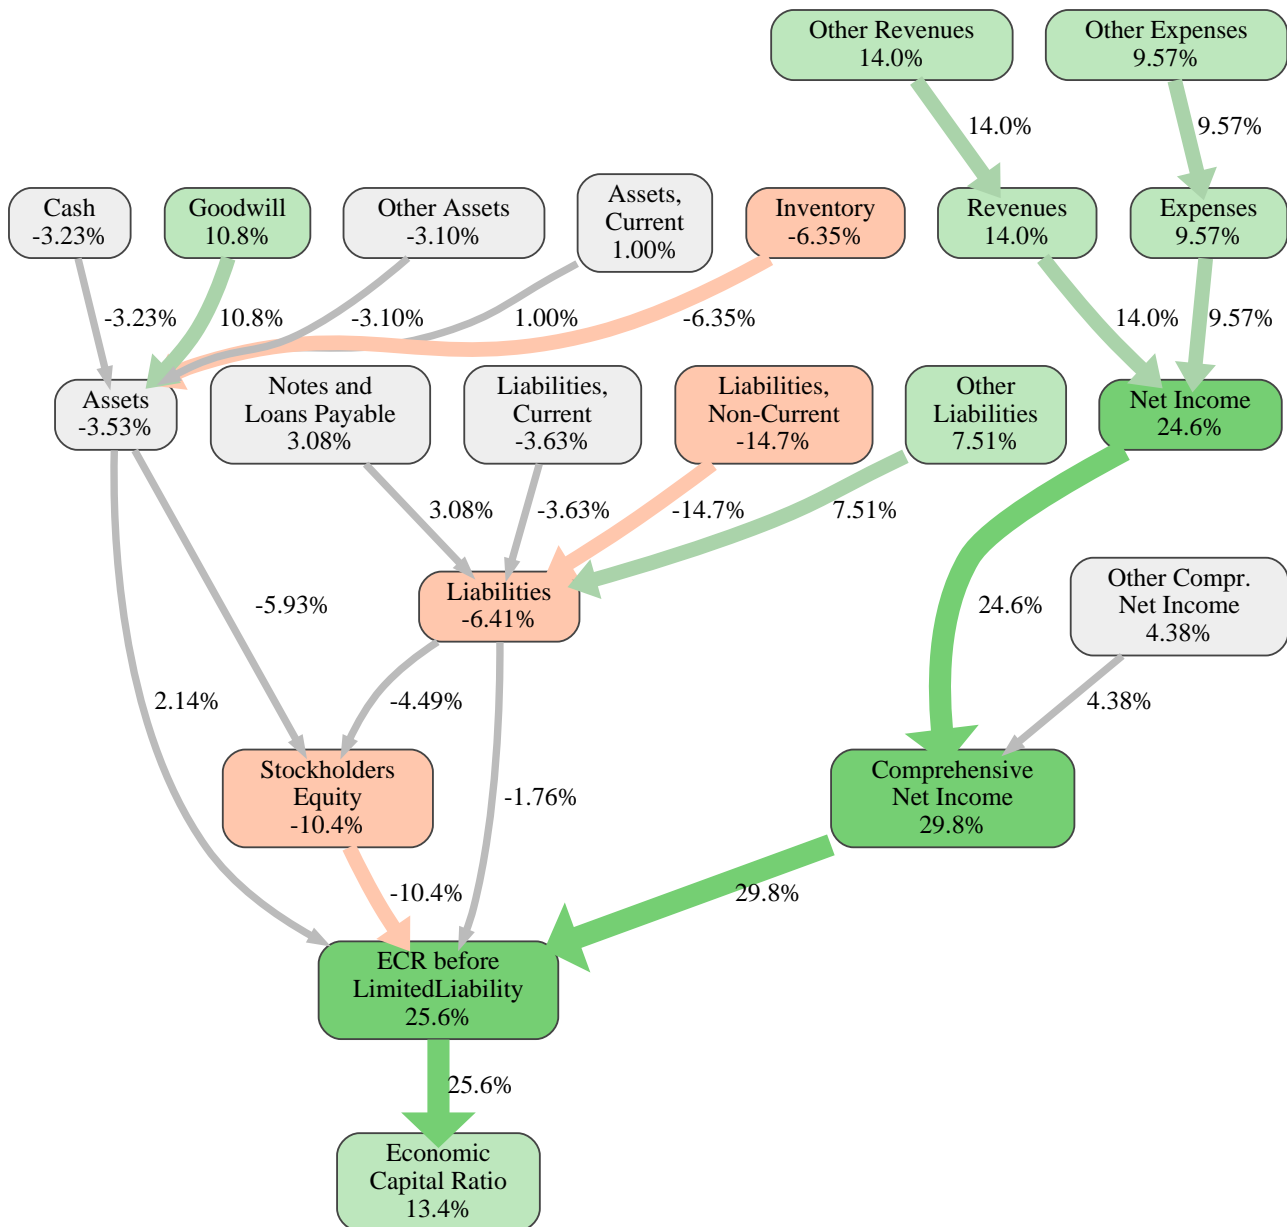 Other Revenues
14.0%
Other Expenses
9.57%
14.0%
9.57%
Cash
-3.23%
Goodwill
10.8%
Other Assets
-3.10%
Assets,
Current
1.00%
Inventory
-6.35%
Revenues
14.0%
Expenses
9.57%
-3.23%
10.8%
-3.10%
1.00%
-6.35%
14.0%
9.57%
Assets
-3.53%
Notes and
Loans Payable
3.08%
Liabilities,
Current
-3.63%
Liabilities,
Non-Current
-14.7%
Other
Liabilities
7.51%
Net Income
24.6%
3.08%
-3.63%
-14.7%
7.51%
Liabilities
-6.41%
-5.93%
24.6%
Other Compr.
Net Income
4.38%
2.14%
-4.49%
4.38%
Stockholders
Equity
-10.4%
-1.76%
Comprehensive
Net Income
29.8%
-10.4%
29.8%
ECR before
LimitedLiability
25.6%
25.6%
Economic
Capital Ratio
13.4%